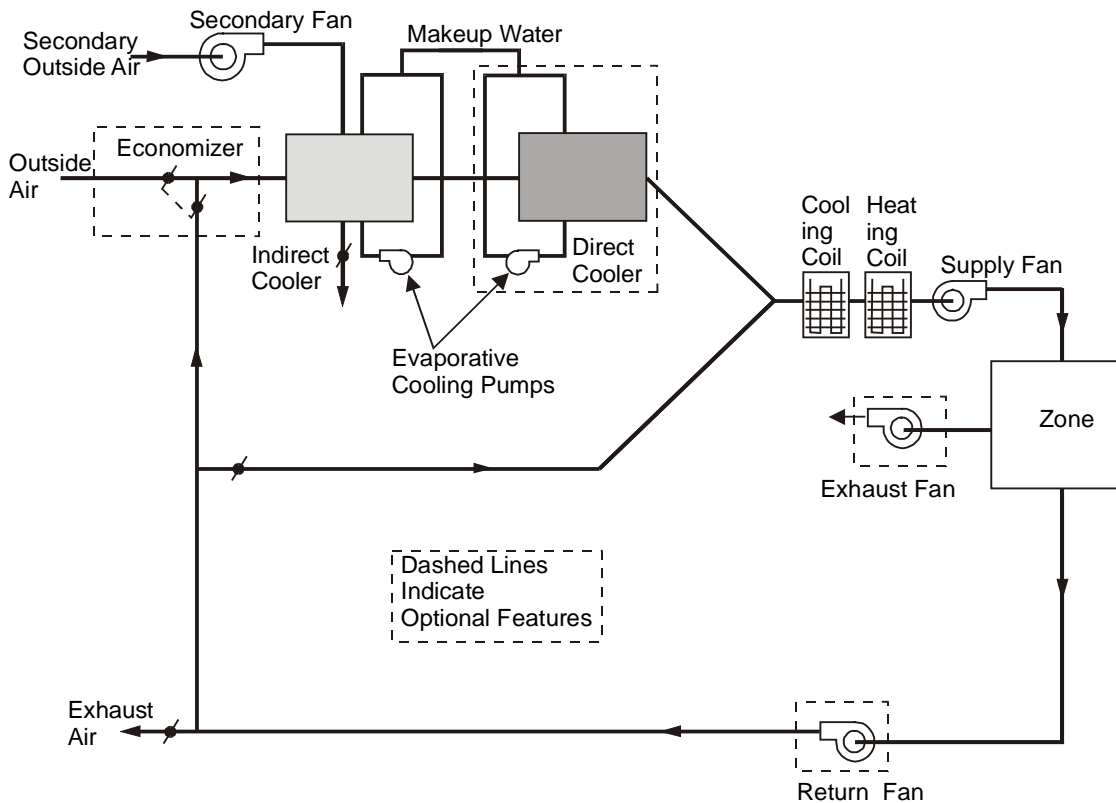 Secondary Fan
Secondary
Outside Air
Makeup Water
Economizer
Outside
Air
Indirect
Cooler
Direct
Cooler
Cool
ing
Coil
Heat
ing
Coil
Supply Fan
Evaporative
Cooling Pumps
Zone
Exhaust Fan
Dashed Lines
Indicate
Optional Features
Exhaust
Air
Return Fan